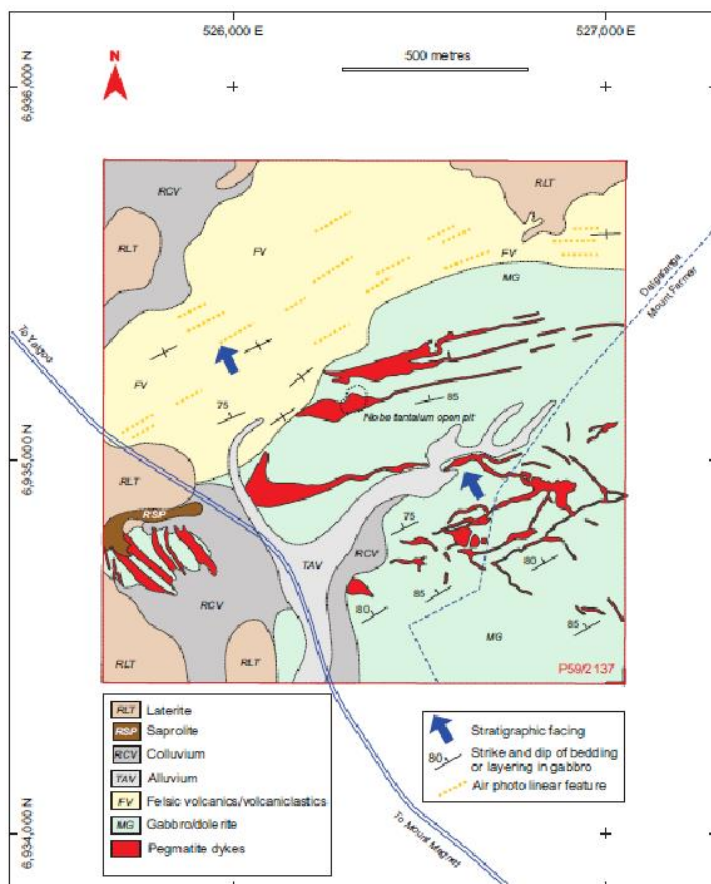 526,000 E
527,000 E
N
500 metres
6,936,000 N
RCV
RLT
RLT
FV
FV
MG
Dalgaranga
Mount Farmer
To Yalgoo
FV
75
85
Niobe tantalum open pit
6,935,000 N
RLT
RSP
75
TAV
RCV
80
RCV
80
85
85
MG
RLT
RLT
P59/2137
RLT Laterite
RSP Saprolite
RCV Colluvium
TAV Alluvium
FV Felsic volcanics/volcaniclastics
MG Gabbro/dolerite
Pegmatite dykes
Stratigraphic facing
80 Strike and dip of bedding
or layering in gabbro
Air photo linear feature
6,934,000 N
To Mount Magnet